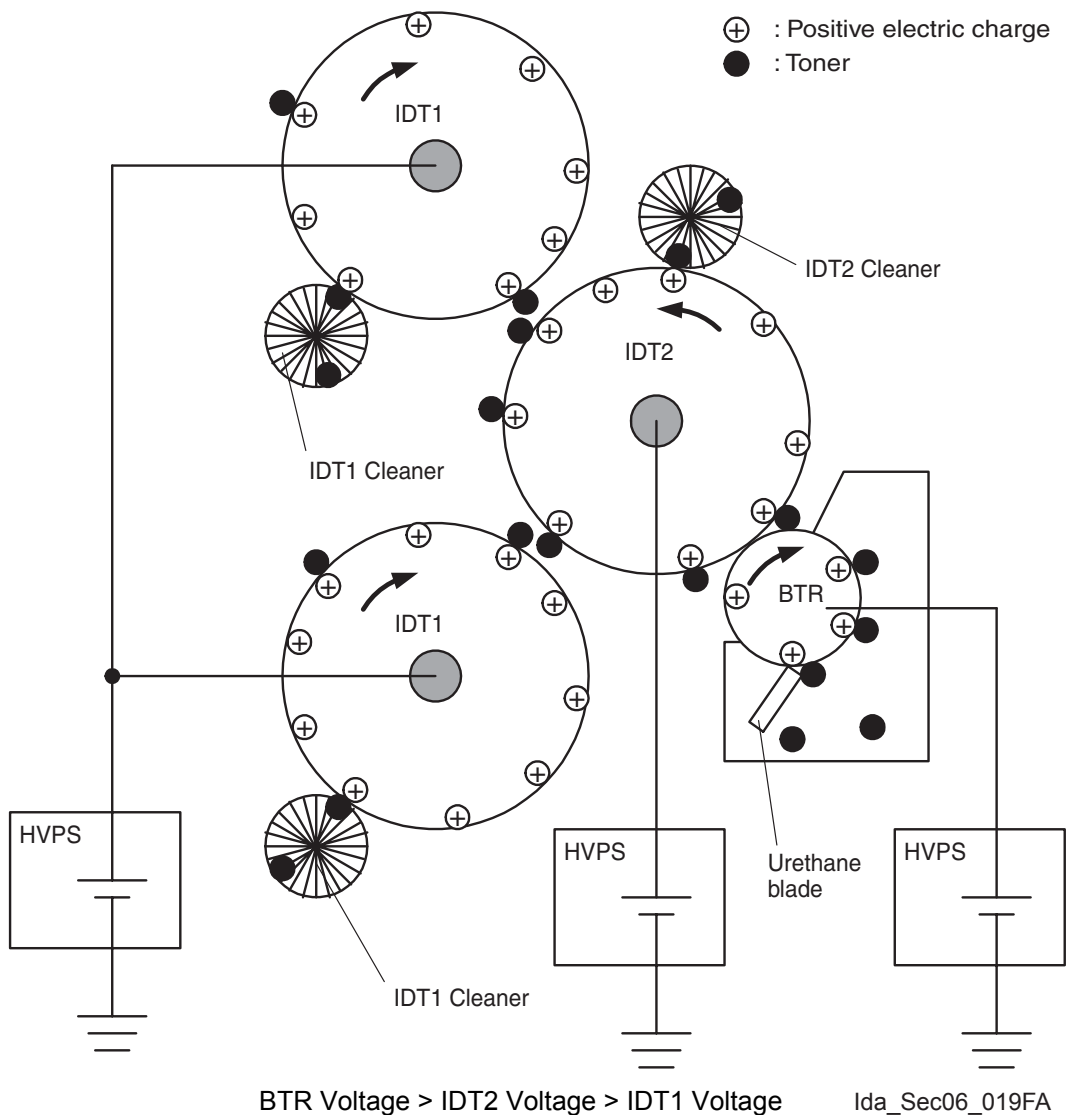 ⊕ : Positive electric charge
● : Toner
IDT1
IDT2 Cleaner
IDT2
IDT1 Cleaner
BTR
IDT1
HVPS
HVPS
HVPS
Urethane
blade
IDT1 Cleaner
BTR Voltage > IDT2 Voltage > IDT1 Voltage
Ida_Sec06_019FA